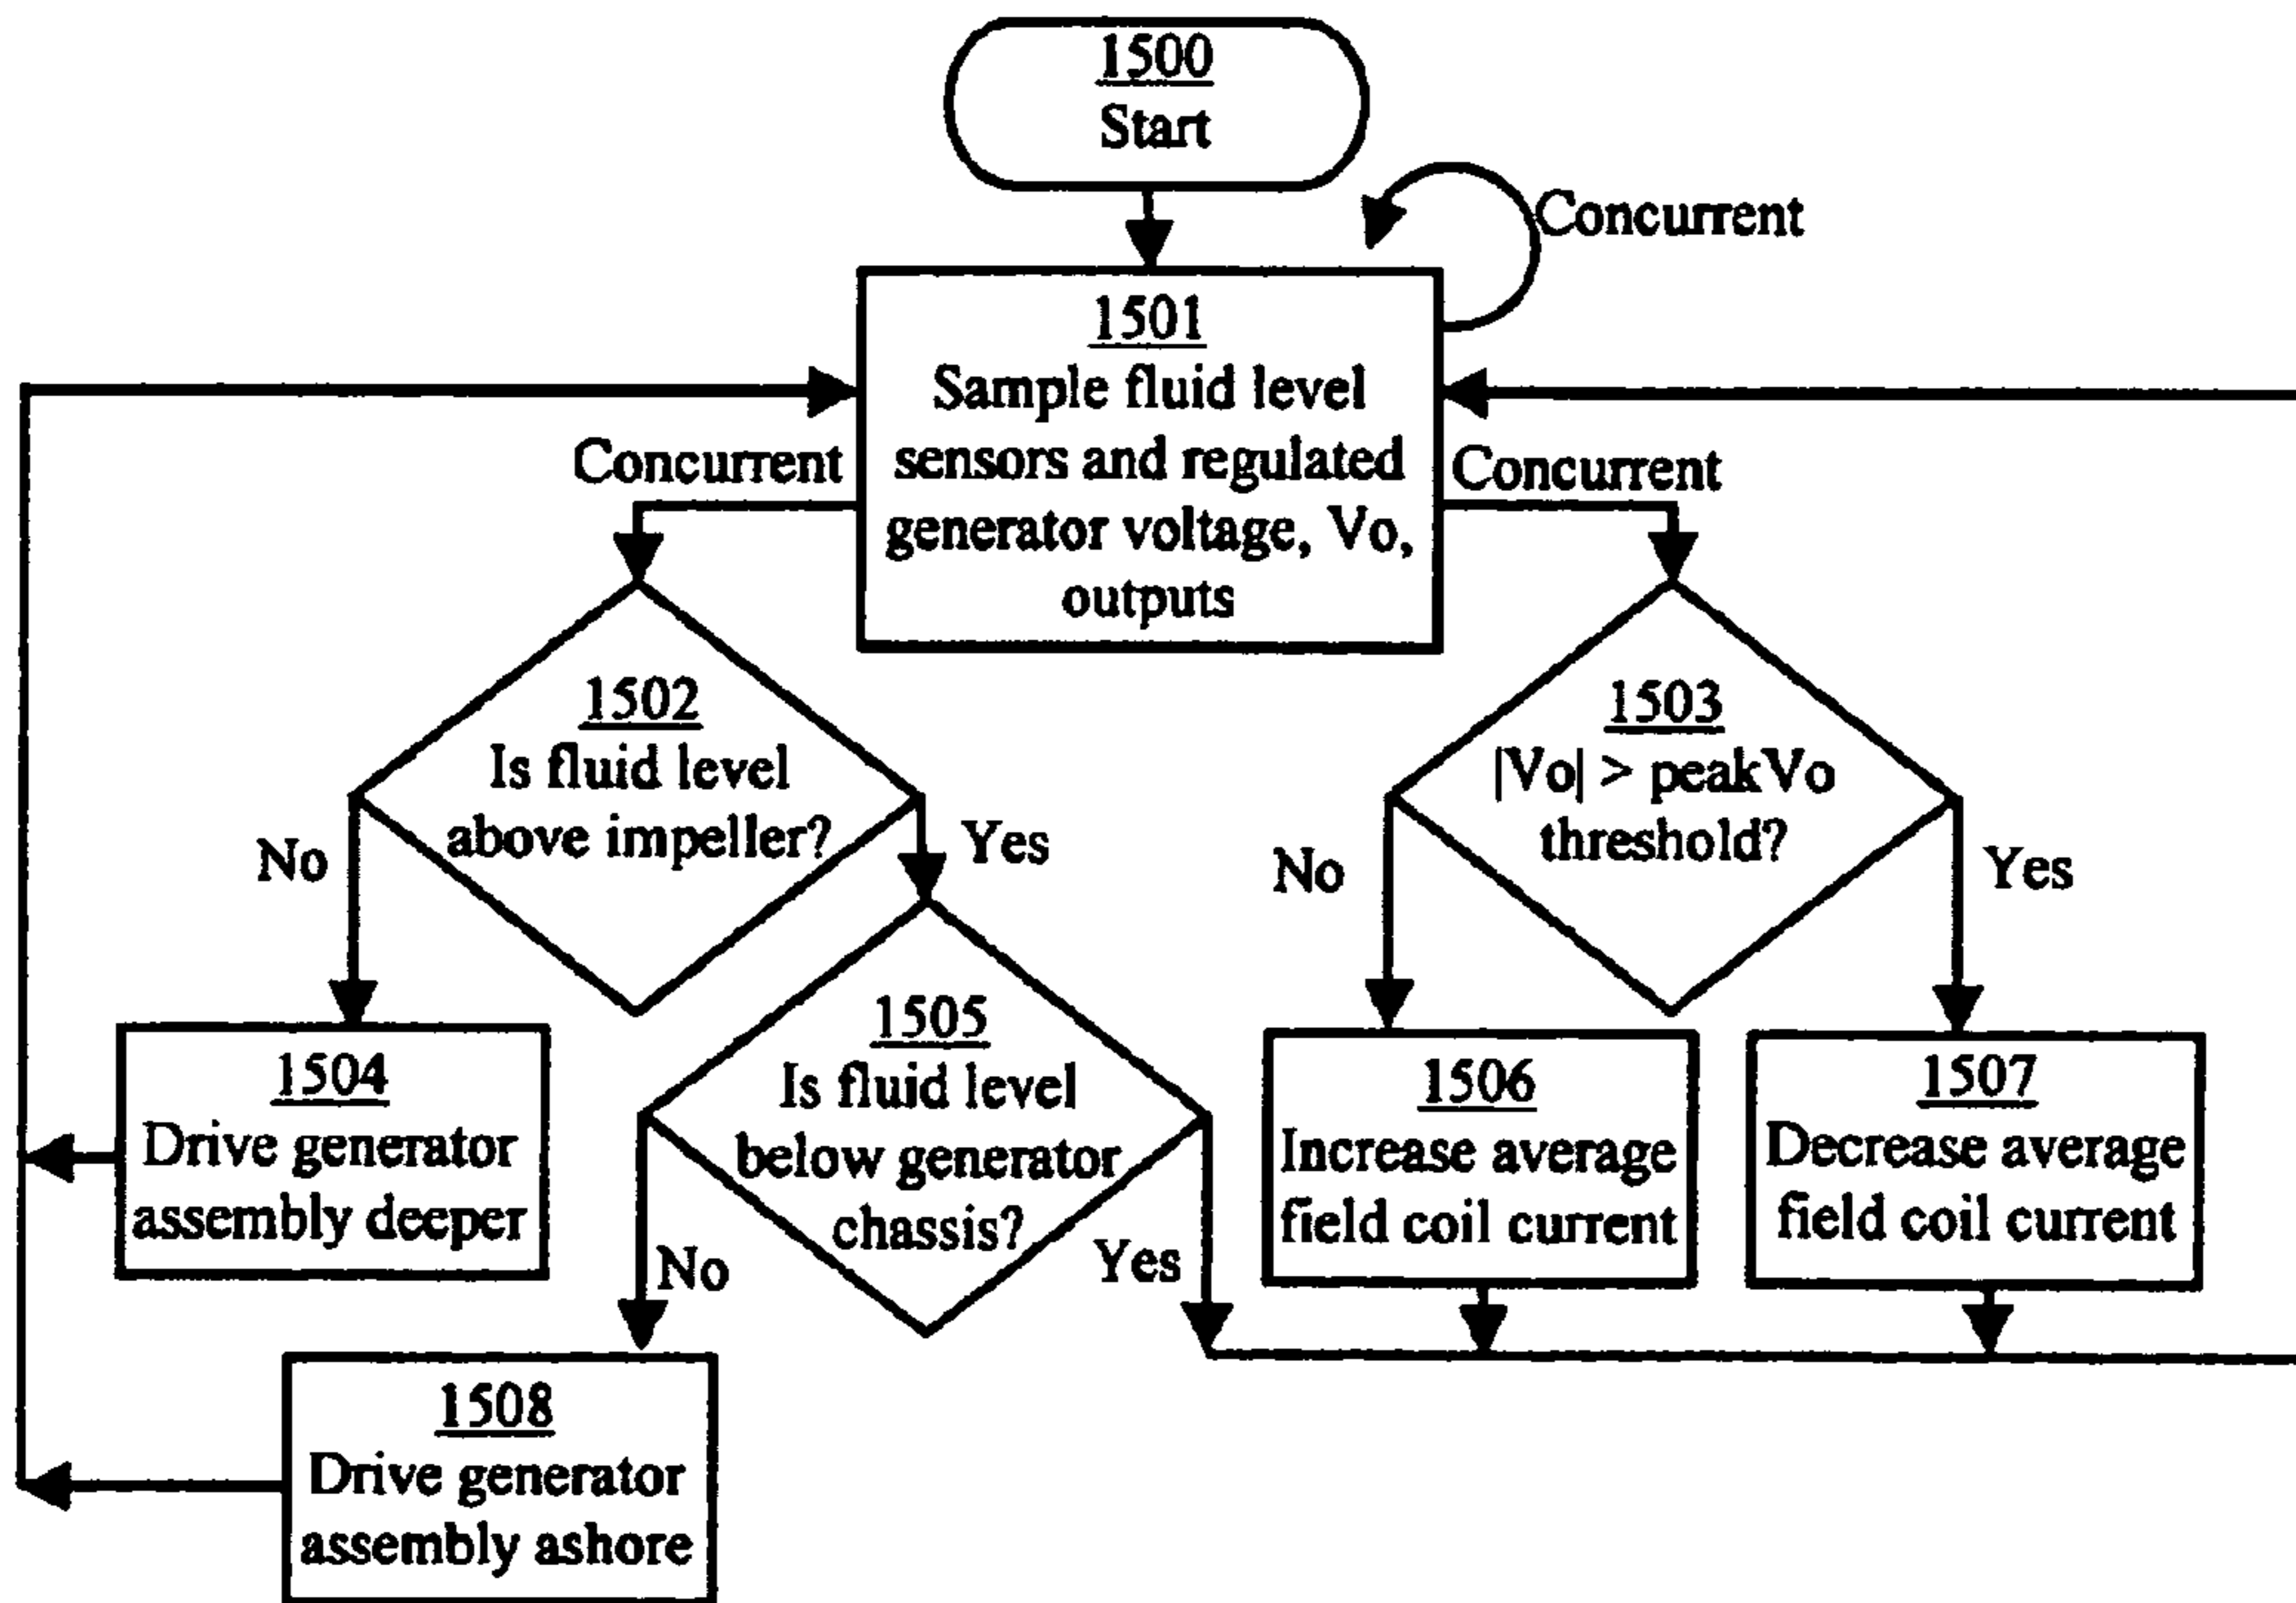 1500
Start
Concurrent
1501
Sample fluid level
sensors and regulated
generator voltage, Vo,
outputs
Concurrent
Concurrent
1502
Is fluid level
above impeller?
No
Yes
1503
|Vo| > peakVo
threshold?
No
Yes
1504
Drive generator
assembly deeper
1505
Is fluid level
below generator
chassis?
No
Yes
1506
Increase average
field coil current
1507
Decrease average
field coil current
1508
Drive generator
assembly ashore